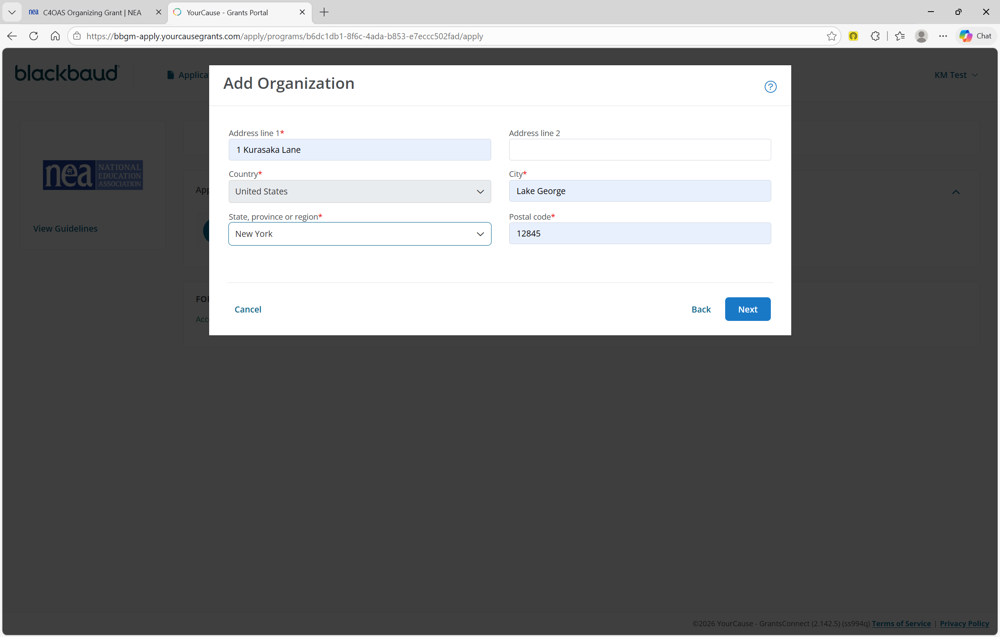 nea C4OAS Organizing Grant | NEA
YourCause - Grants Portal
https://bbgm-apply.yourcausegrants.com/apply/programs/b6dc1db1-8f6c-4ada-b853-e7eccc502fad/apply
Chat
blackbaud
Applica
KM Test
Add Organization
?
nea NATIONAL EDUCATION ASSOCIATION
View Guidelines
App
FOR
Acc
Address line 1*
1 Kurasaka Lane
Address line 2
Country*
United States
City*
Lake George
State, province or region*
New York
Postal code*
12845
Cancel
Back
Next
©2026 YourCause - GrantsConnect (2.142.5) (ss994q) Terms of Service | Privacy Policy